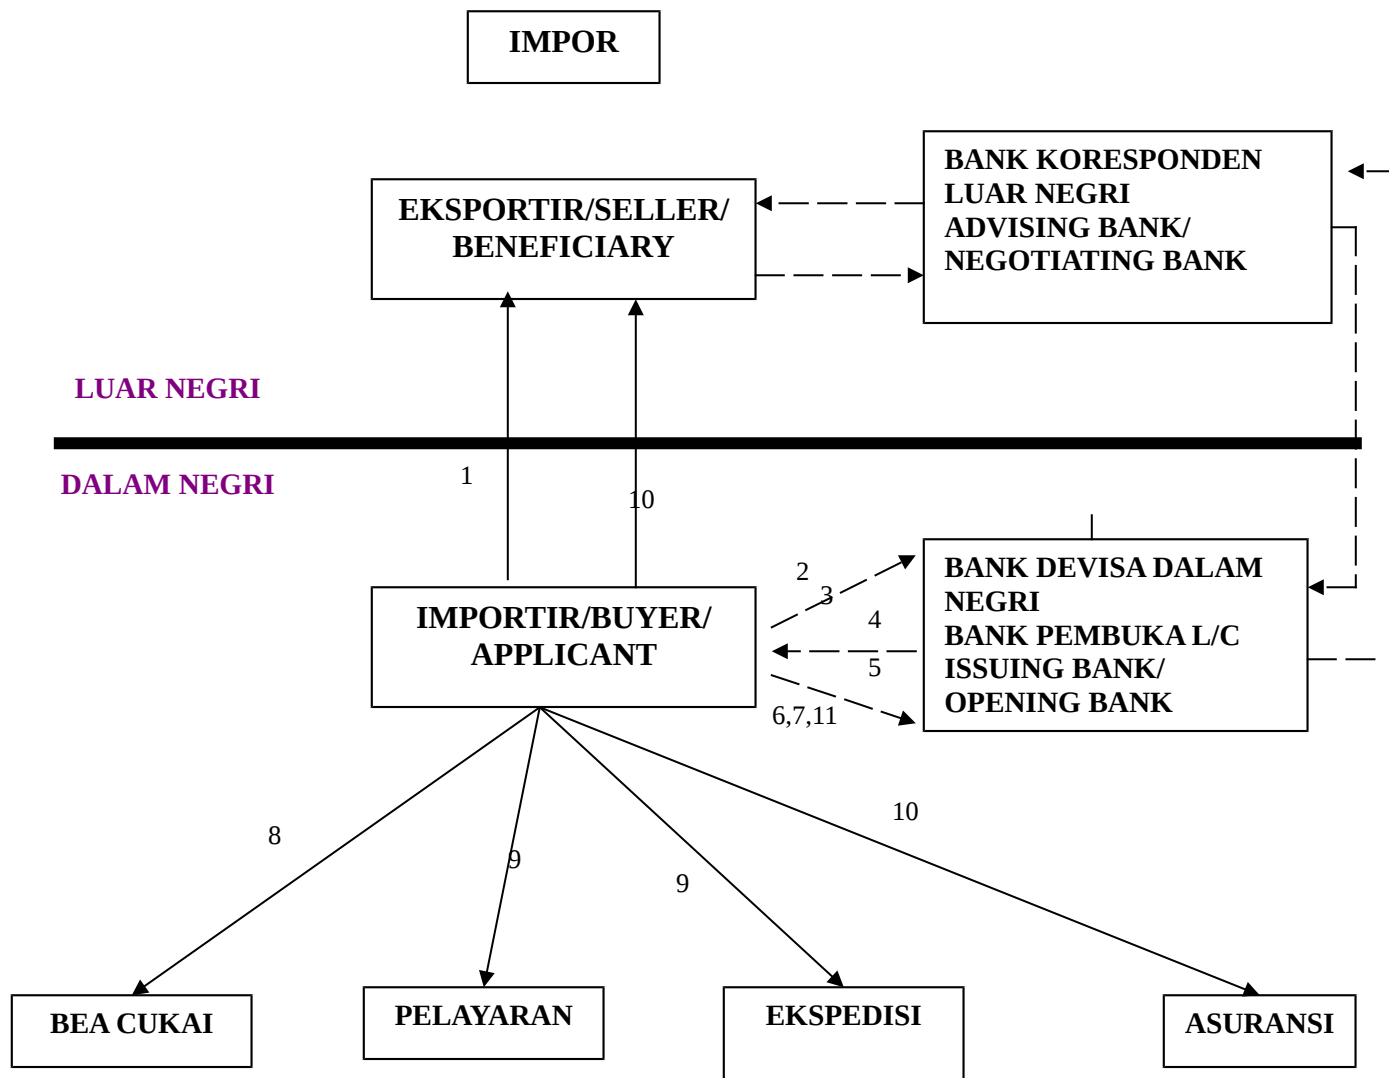 IMPOR
EKSPORTIR/SELLER/
BENEFICIARY
BANK KORESPONDEN
LUAR NEGRI
ADVISING BANK/
NEGOTIATING BANK
LUAR NEGRI
DALAM NEGRI
1
10
IMPORTIR/BUYER/
APPLICANT
2
3
4
5
6,7,11
BANK DEVISA DALAM
NEGRI
BANK PEMBUKA L/C
ISSUING BANK/
OPENING BANK
8
9
9
10
BEA CUKAI
PELAYARAN
EKSPEDISI
ASURANSI